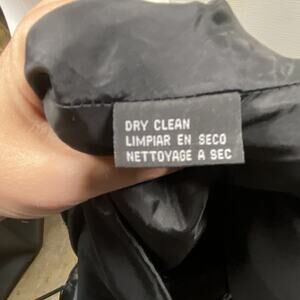 DRY CLEAN
LIMPIAR EN SECO
NETTOYAGE A SEC